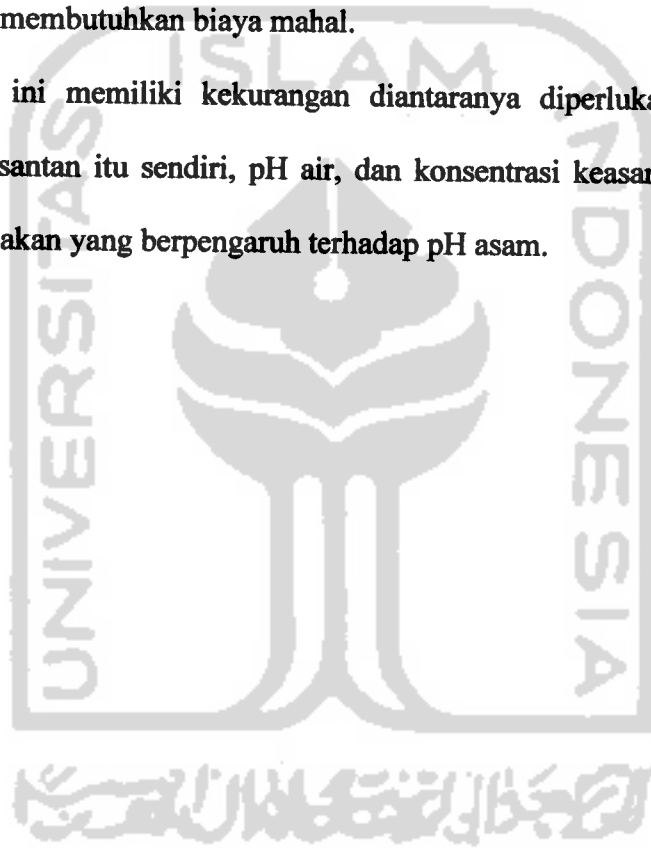 membutuhkan biaya mahal.
ini memiliki kekurangan diantaranya diperluka
santan itu sendiri, pH air, dan konsentrasi keasar
akan yang berpengaruh terhadap pH asam.
ISLAM
UNIVERSITAS
INDONESIA